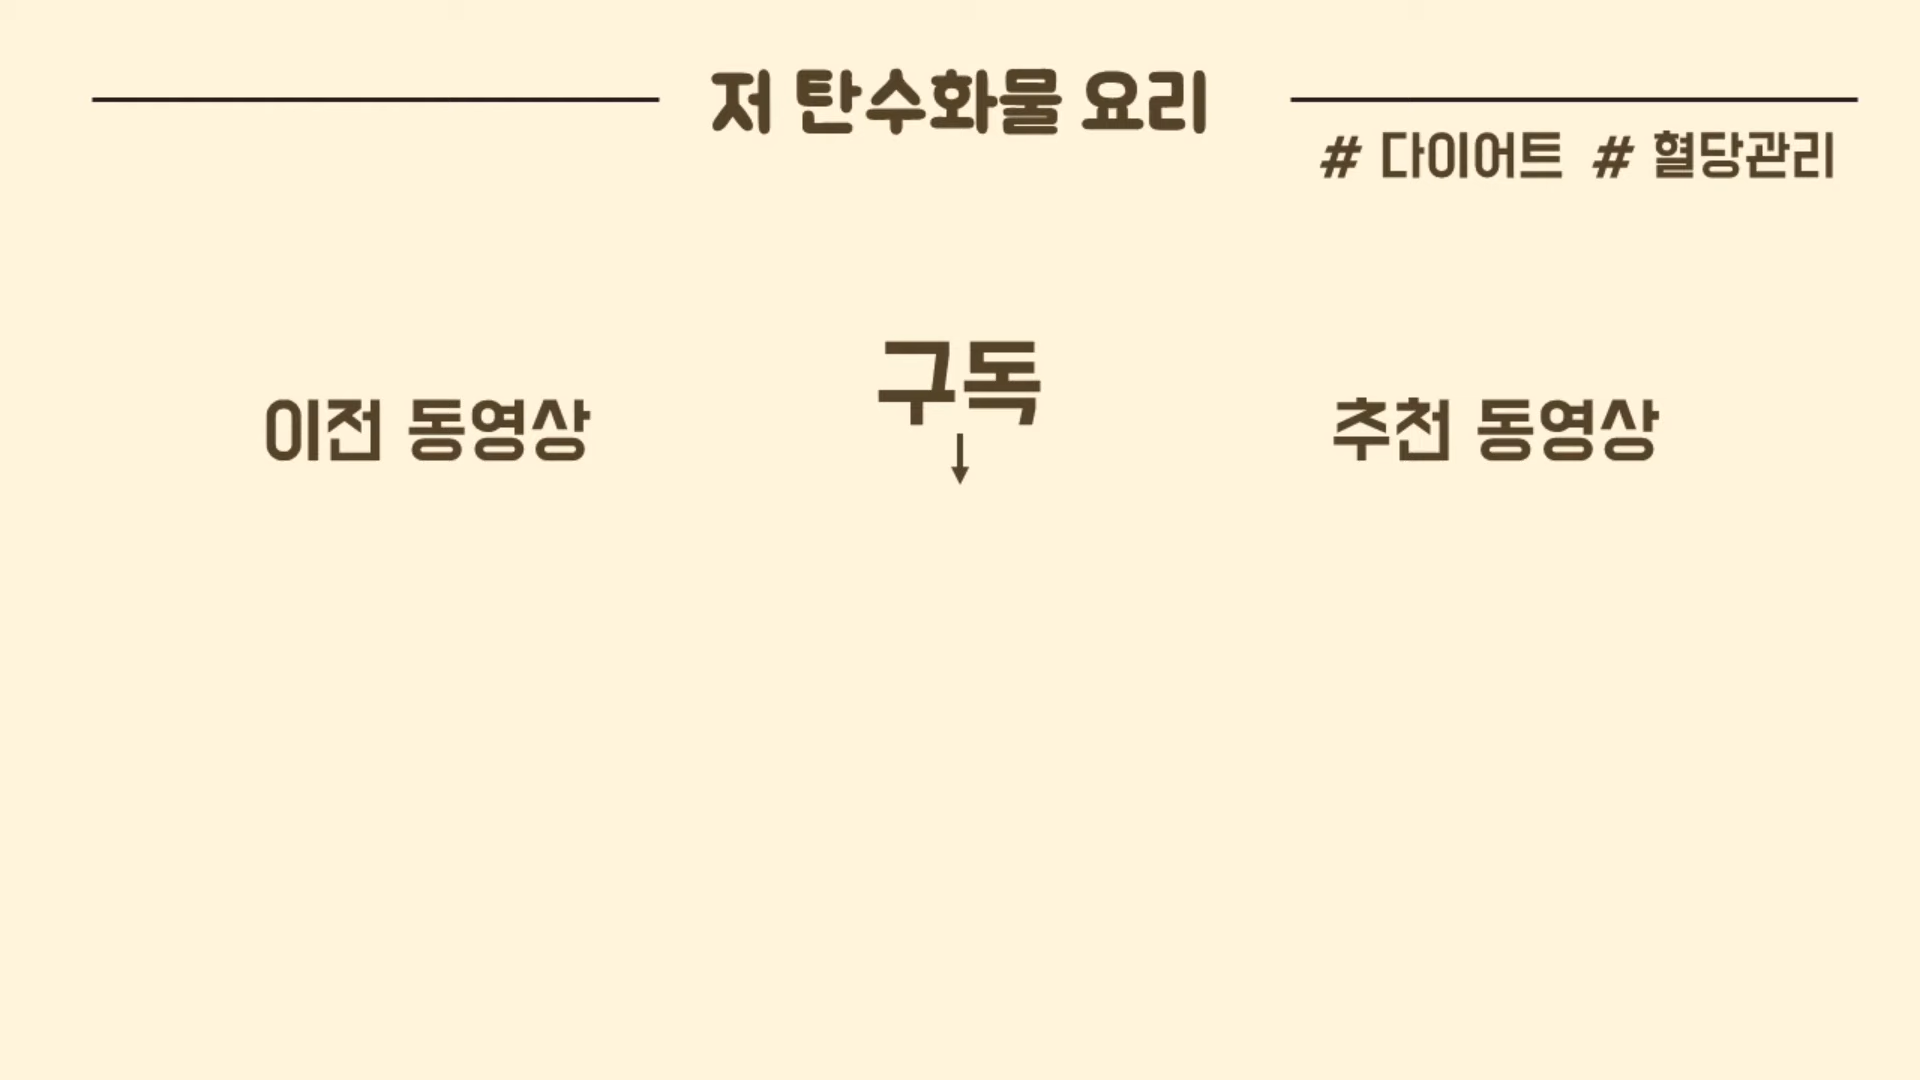 저 탄수화물 요리
# 다이어트 # 혈당관리
구독
이전 동영상
추천 동영상